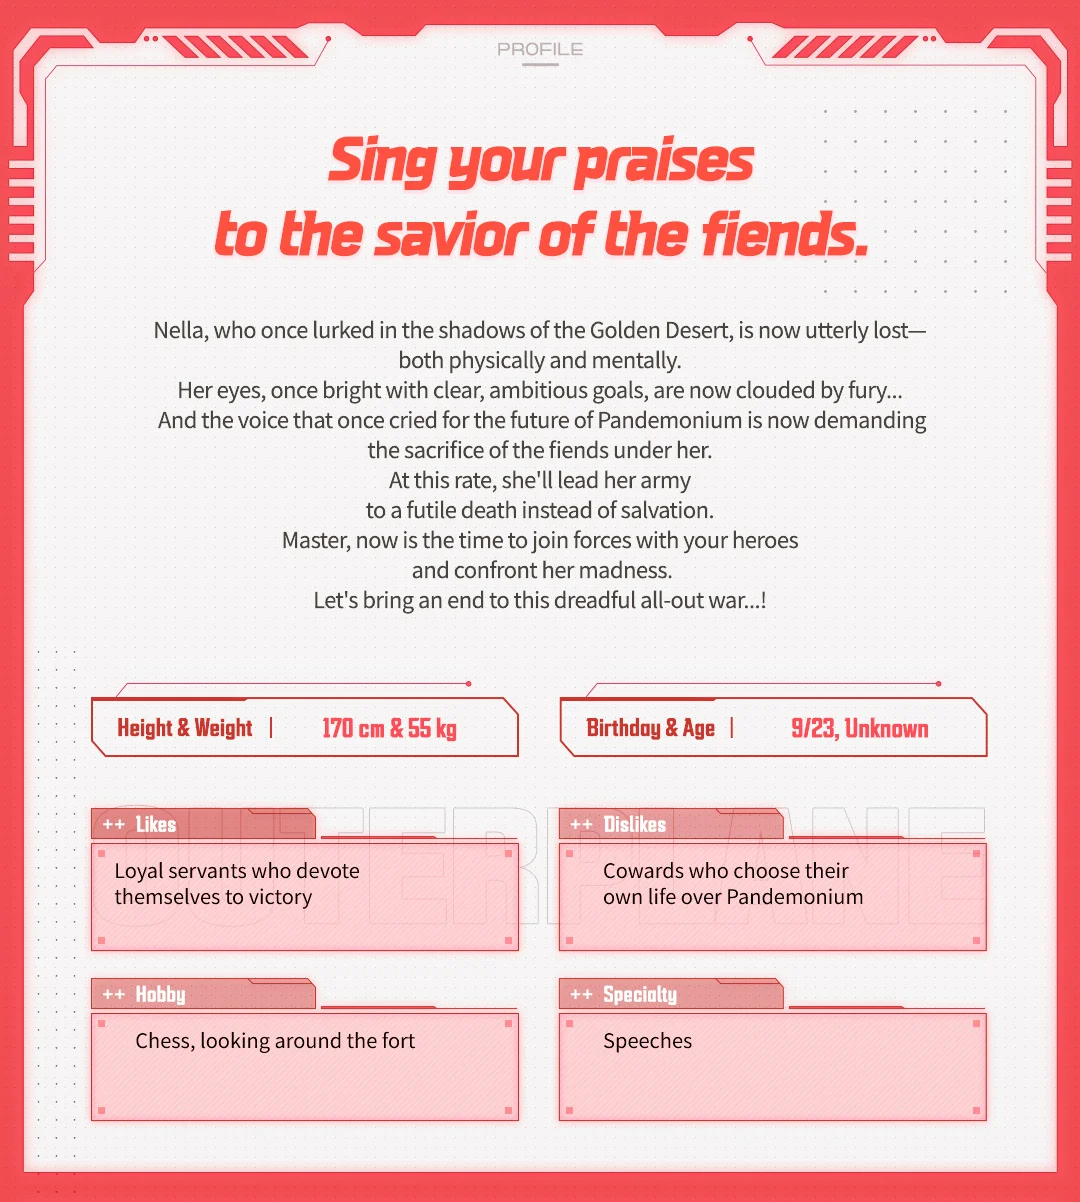 PROFILE
Sing your praises
to the savior of the fiends.
Nella, who once lurked in the shadows of the Golden Desert, is now utterly lost—
both physically and mentally.
Her eyes, once bright with clear, ambitious goals, are now clouded by fury...
And the voice that once cried for the future of Pandemonium is now demanding
the sacrifice of the fiends under her.
At this rate, she'll lead her army
to a futile death instead of salvation.
Master, now is the time to join forces with your heroes
and confront her madness.
Let's bring an end to this dreadful all-out war...!
Height & Weight | 170 cm & 55 kg
Birthday & Age | 9/23, Unknown
OUTERPLANE
++ Likes
Loyal servants who devote
themselves to victory
++ Dislikes
Cowards who choose their
own life over Pandemonium
++ Hobby
Chess, looking around the fort
++ Specialty
Speeches